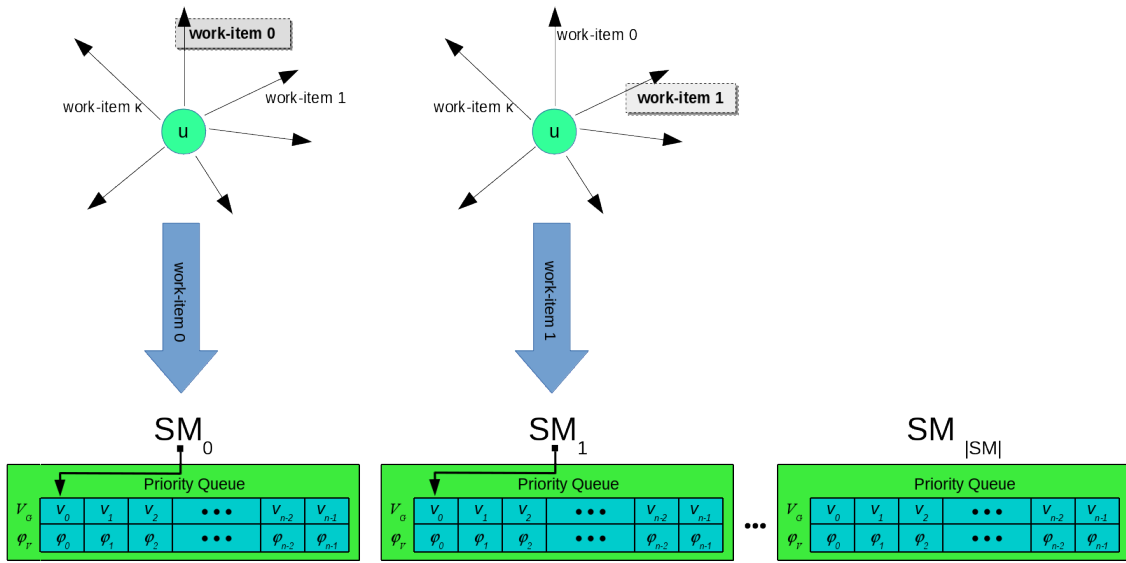 work-item 0
work-item κ
work-item 1
u
work-item 0
work-item κ
work-item 1
u
work-item 0
work-item 1
SM0
SM1
SM|SM|
Priority Queue
Vσ v0 v1 v2 ••• vn-2 vn-1
φr φ0 φ1 φ2 ••• φn-2 φn-1
Priority Queue
Vσ v0 v1 v2 ••• vn-2 vn-1
φr φ0 φ1 φ2 ••• φn-2 φn-1
•••
Priority Queue
Vσ v0 v1 v2 ••• vn-2 vn-1
φr φ0 φ1 φ2 ••• φn-2 φn-1